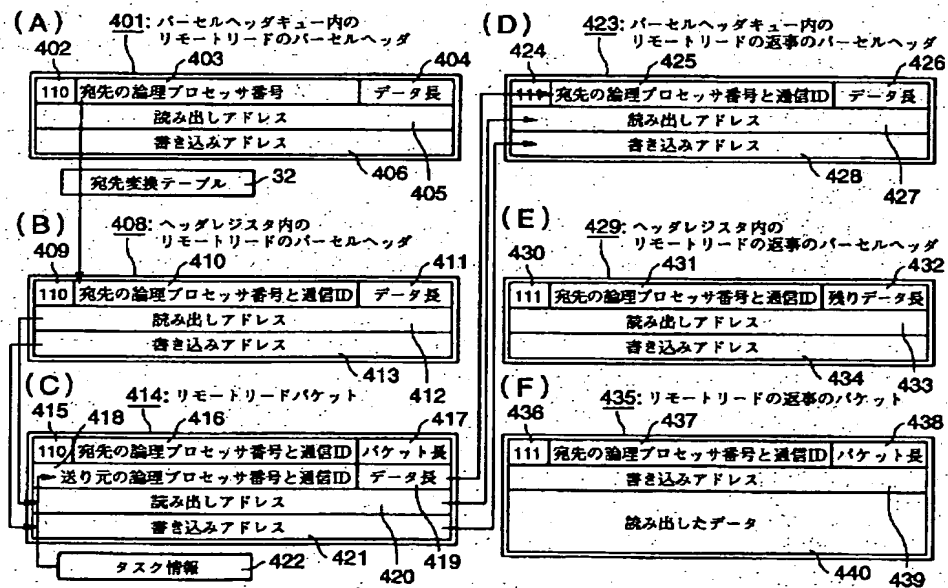 (A)
401: パーセルヘッダキュー内の
リモートリードのパーセルヘッダ
402
403
404
110 宛先の論理プロセッサ番号 データ長
読み出しアドレス
書き込みアドレス
406
405
宛先変換テーブル
32
(B)
408: ヘッダレジスタ内の
リモートリードのパーセルヘッダ
409
410
411
110 宛先の論理プロセッサ番号と通信ID データ長
読み出しアドレス
書き込みアドレス
413
412
(C)
414: リモートリードパケット
415
418
416
417
110 宛先の論理プロセッサ番号と通信ID パケット長
送り元の論理プロセッサ番号と通信ID データ長
読み出しアドレス
書き込みアドレス
タスク情報
422
421
420
419
(D)
423: パーセルヘッダキュー内の
リモートリードの返事のパーセルヘッダ
424
425
426
111 宛先の論理プロセッサ番号と通信ID データ長
読み出しアドレス
書き込みアドレス
428
427
(E)
429: ヘッダレジスタ内の
リモートリードの返事のパーセルヘッダ
430
431
432
111 宛先の論理プロセッサ番号と通信ID 残りデータ長
読み出しアドレス
書き込みアドレス
434
433
(F)
435: リモートリードの返事のパケット
436
437
438
111 宛先の論理プロセッサ番号と通信ID パケット長
書き込みアドレス
読み出したデータ
440
439